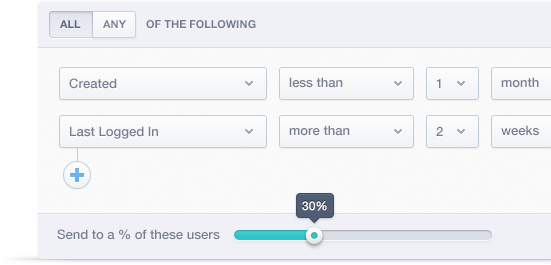 ALL ANY OF THE FOLLOWING
Created less than 1 month
Last Logged In more than 2 weeks
30%
Send to a % of these users